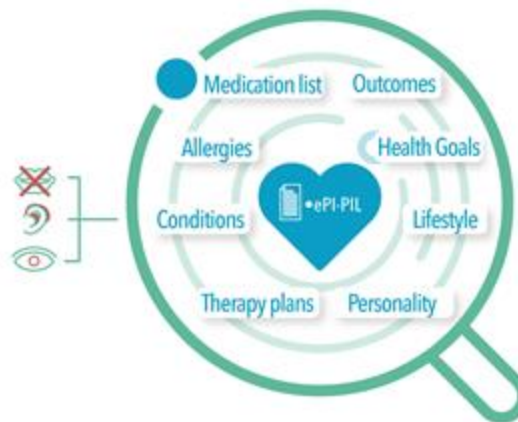 Medication list
Outcomes
Allergies
Health Goals
•ePI-PIL
Conditions
Lifestyle
Therapy plans
Personality